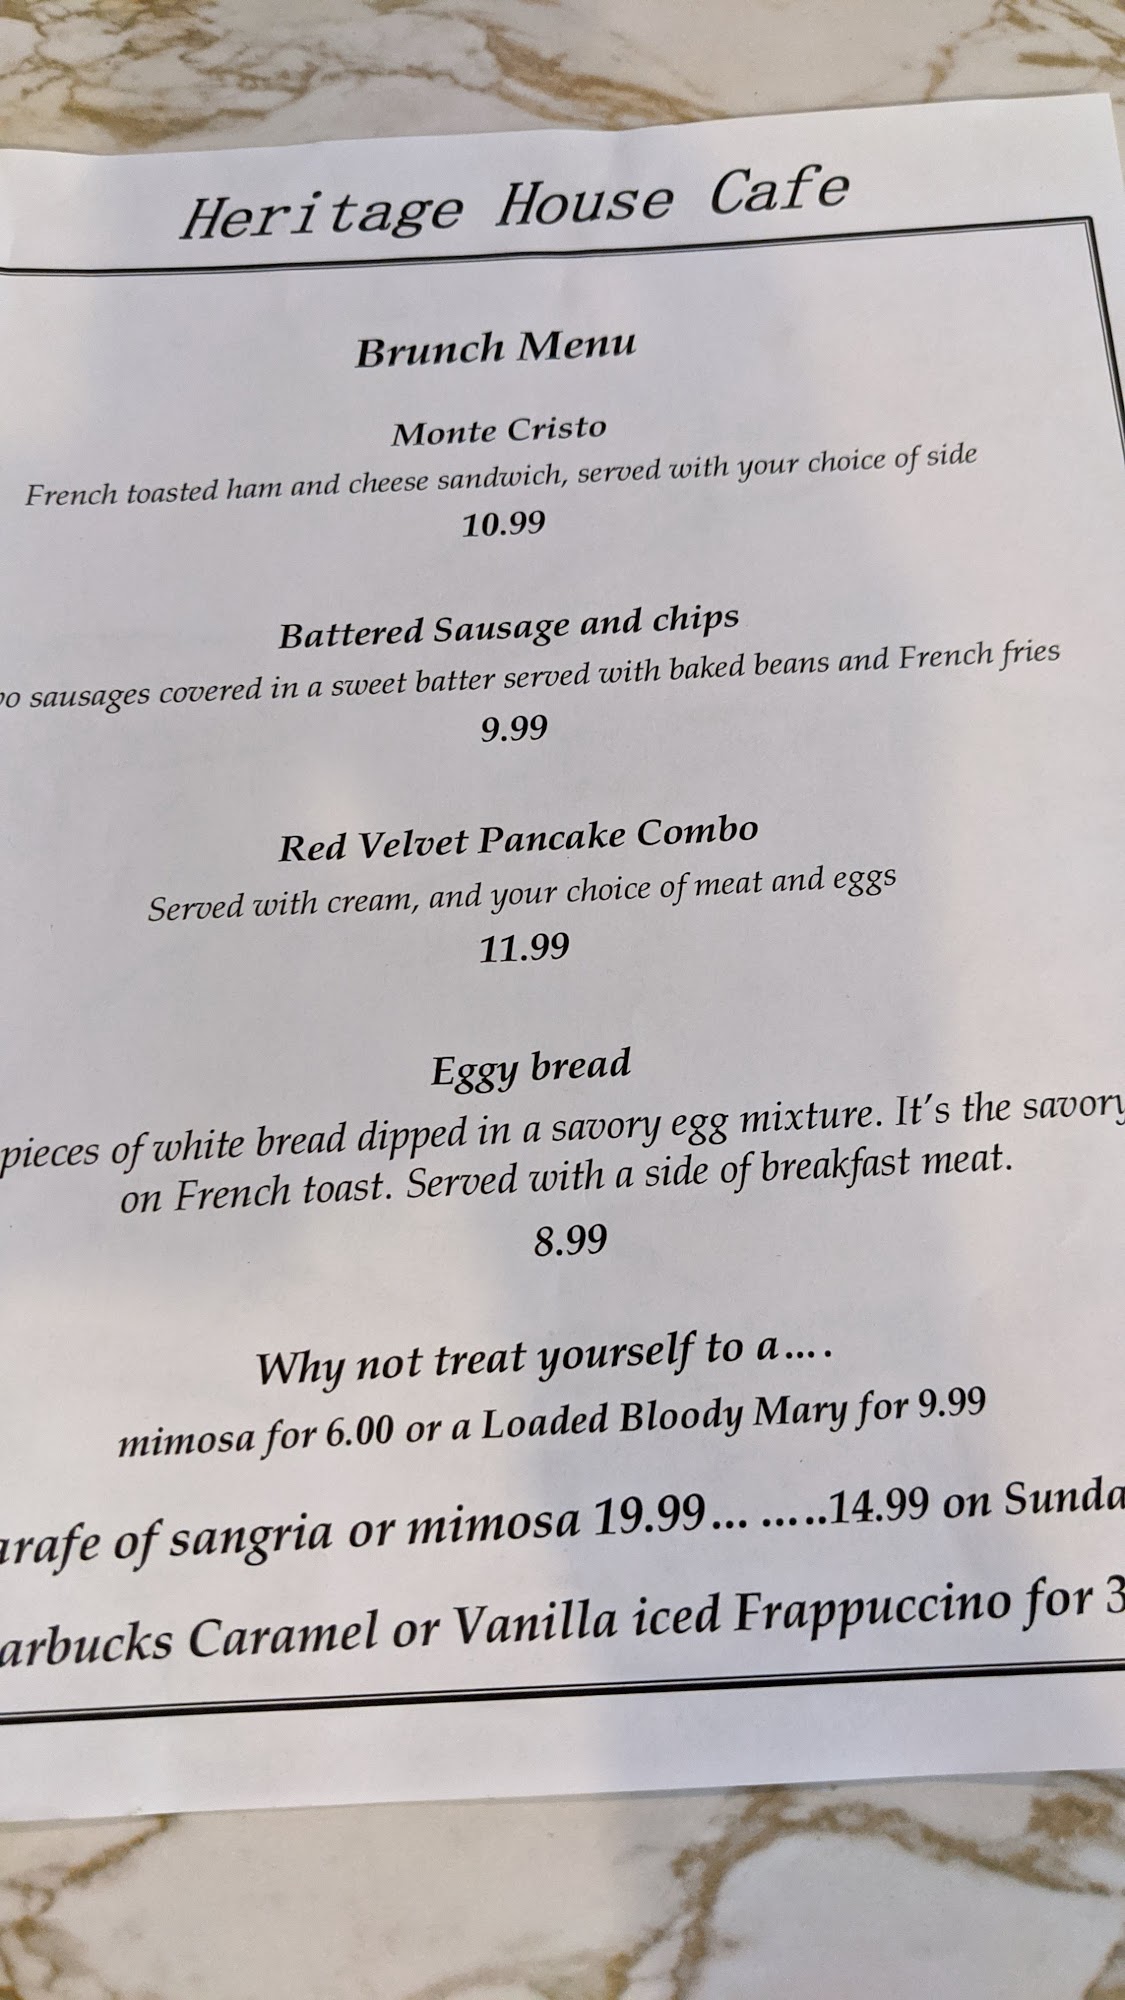 Heritage House Cafe
Brunch Menu
Monte Cristo
French toasted ham and cheese sandwich, served with your choice of side
10.99
Battered Sausage and chips
sausages covered in a sweet batter served with baked beans and French fries
9.99
Red Velvet Pancake Combo
Served with cream, and your choice of meat and eggs
11.99
Eggy bread
pieces of white bread dipped in a savory egg mixture. It's the savory
on French toast. Served with a side of breakfast meat.
8.99
Why not treat yourself to a....
mimosa for 6.00 or a Loaded Bloody Mary for 9.99
arafe of sangria or mimosa 19.99... .....14.99 on Sunda
arbucks Caramel or Vanilla iced Frappuccino for 3